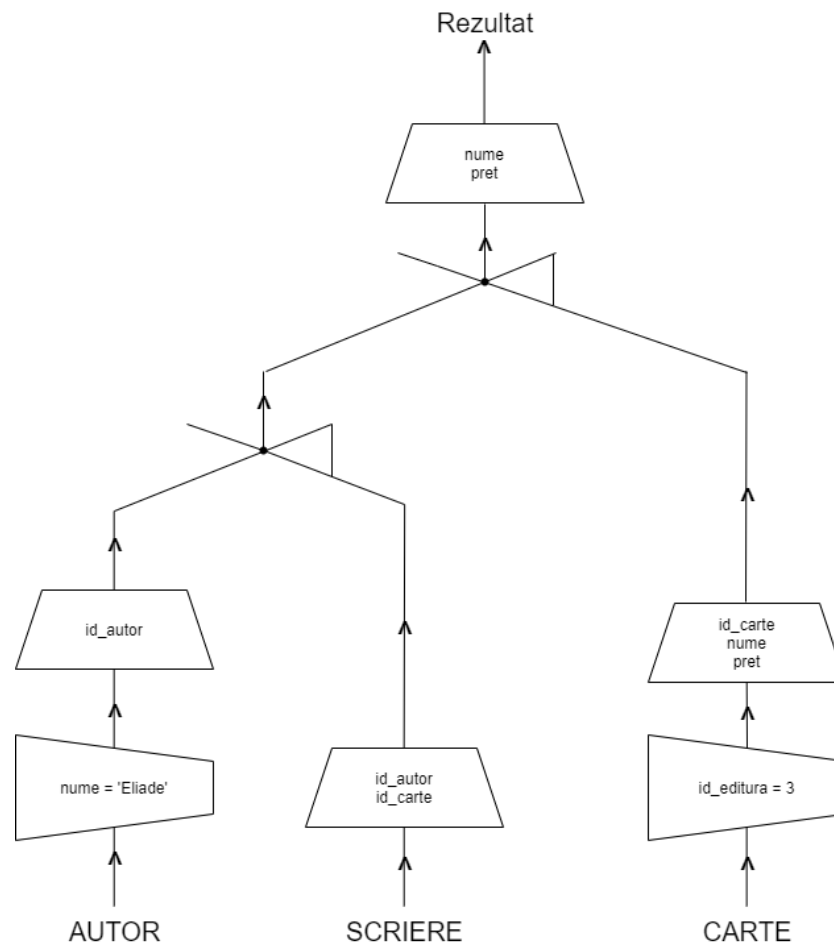 Rezultat
nume
pret
id_autor
id_carte
nume
pret
nume = 'Eliade'
id_autor
id_carte
id_editura = 3
AUTOR
SCRIERE
CARTE